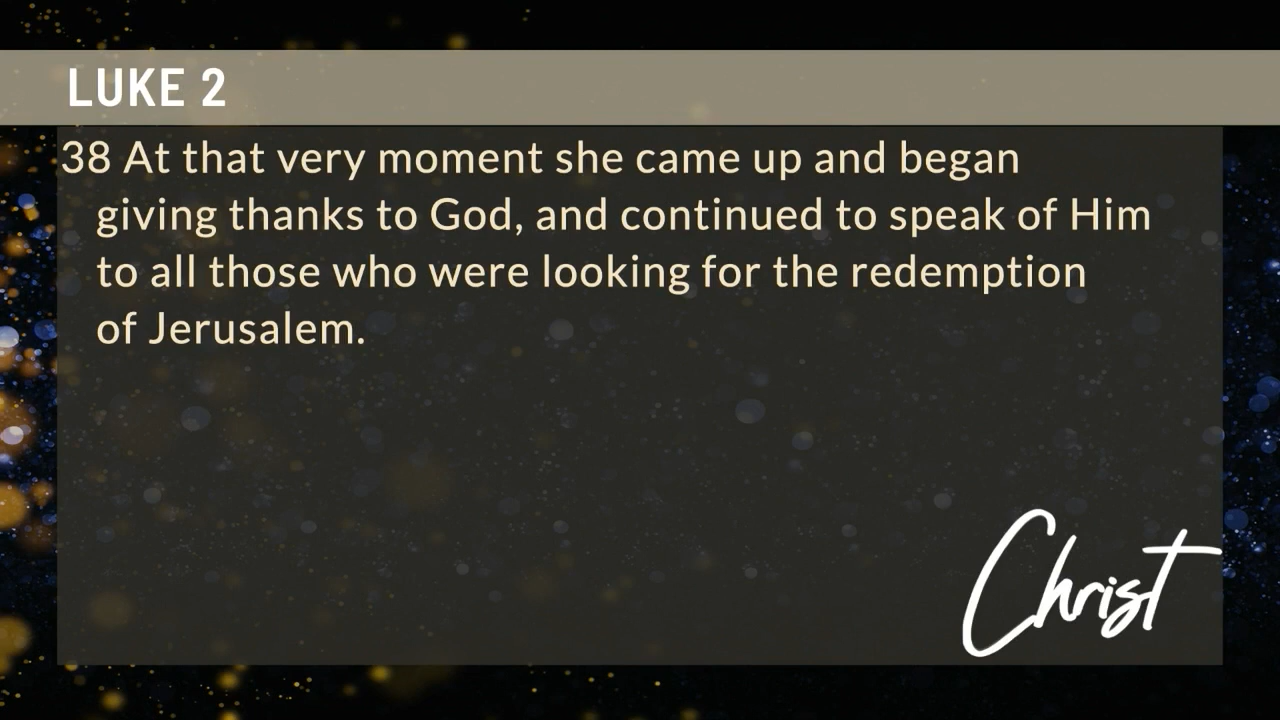 LUKE 2
38 At that very moment she came up and began
giving thanks to God, and continued to speak of Him
to all those who were looking for the redemption
of Jerusalem.
Christ